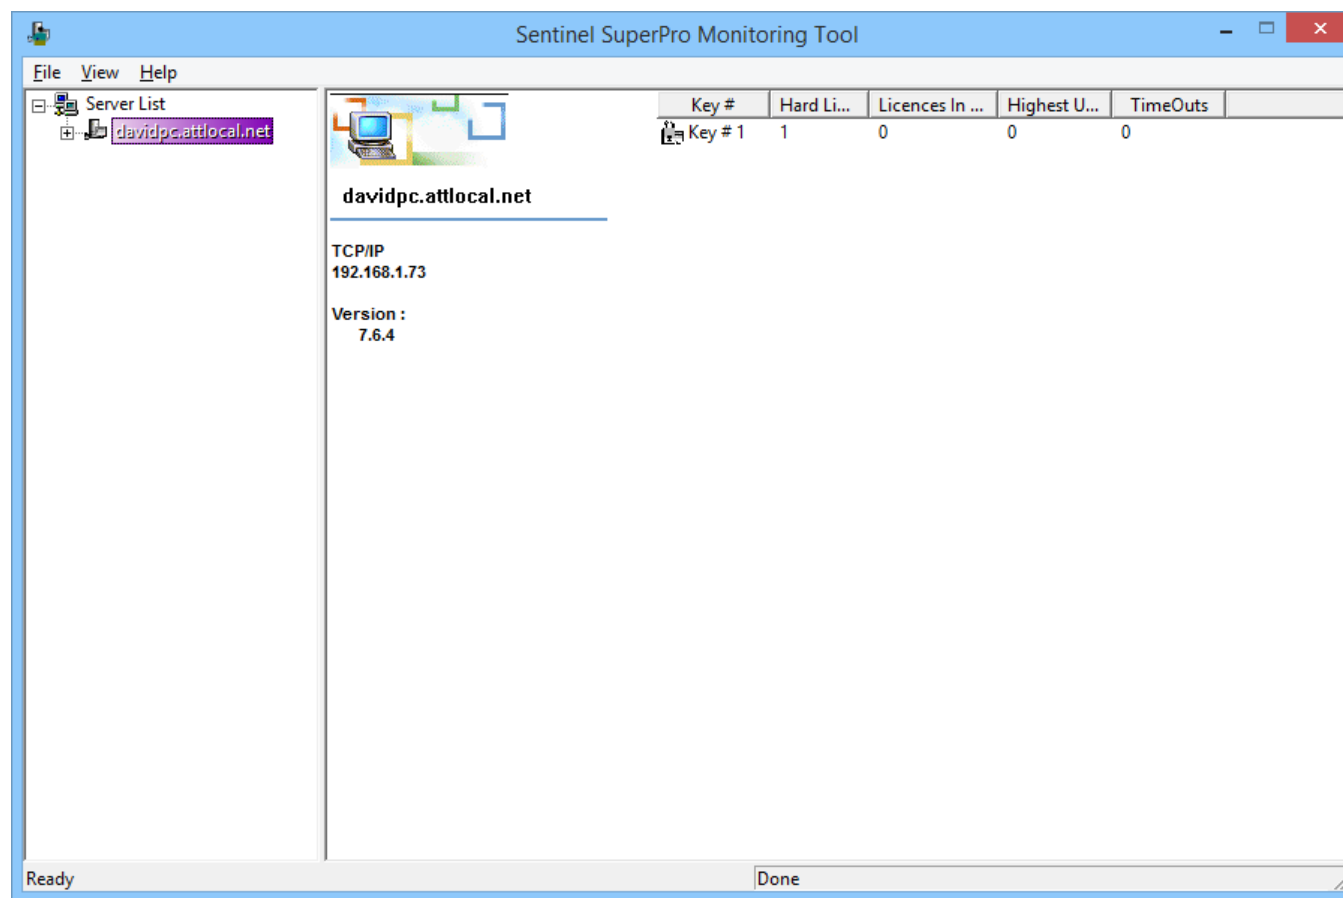 Sentinel SuperPro Monitoring Tool
File View Help
Server List
davidpc.attlocal.net
davidpc.attlocal.net
TCP/IP
192.168.1.73
Version :
7.6.4
Key # Hard Li... Licences In ... Highest U... TimeOuts
Key # 1 1 0 0 0
Ready Done